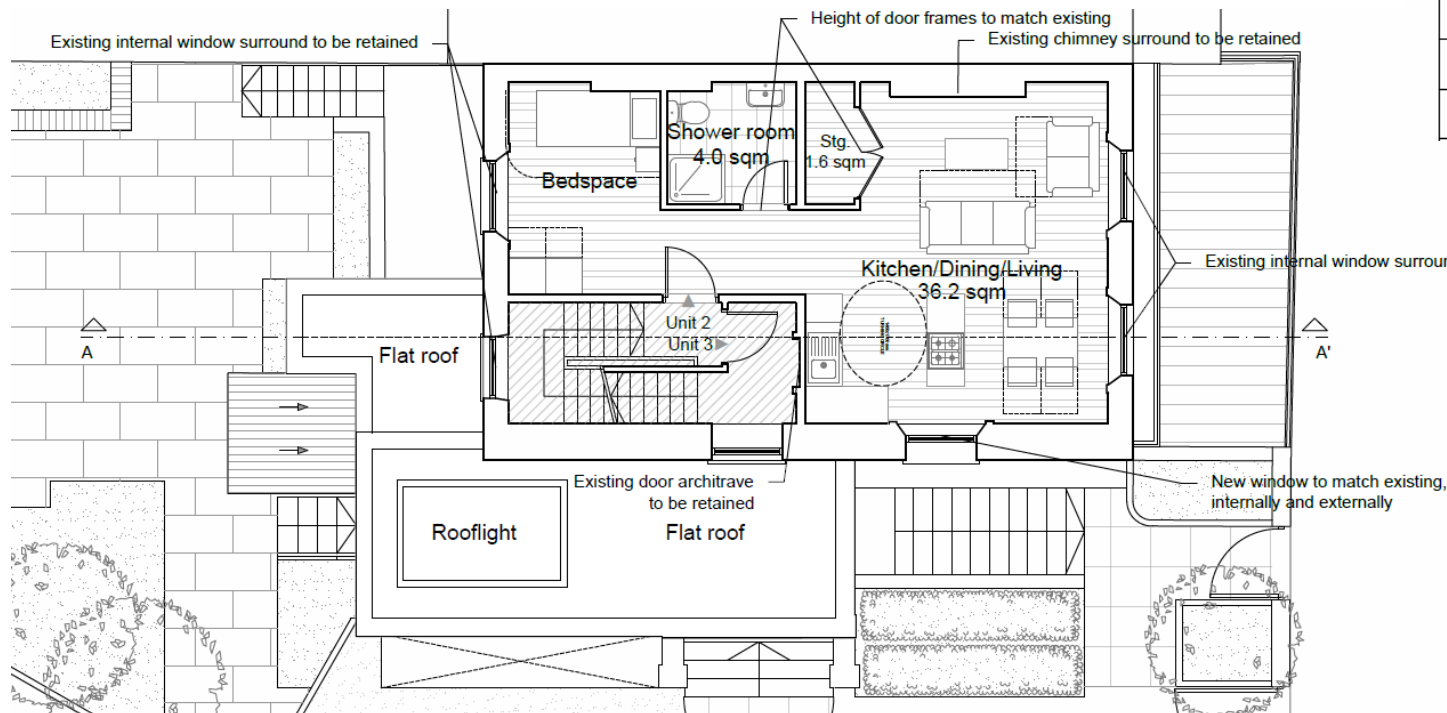 Height of door frames to match existing
Existing internal window surround to be retained
Existing chimney surround to be retained
Shower room
4.0 sqm
Stg.
1.6 sqm
Bedspace
Kitchen/Dining/Living
36.2 sqm
Existing internal window surroun
Unit 2
Unit 3
A
Flat roof
A'
Existing door architrave
to be retained
New window to match existing,
internally and externally
Rooflight
Flat roof